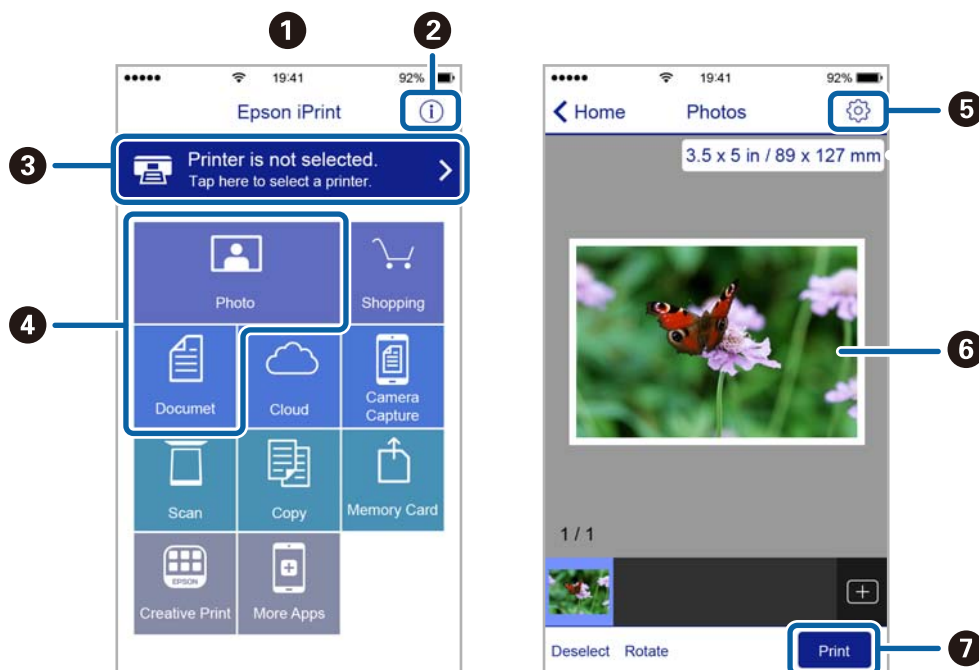 1
2
19:41
92%
Epson iPrint
3
Printer is not selected.
Tap here to select a printer.
4
Photo
Shopping
Documet
Cloud
Camera
Capture
Scan
Copy
Memory Card
EPSON
Creative Print
More Apps
19:41
92%
Home
Photos
5
3.5 x 5 in / 89 x 127 mm
6
1 / 1
Deselect
Rotate
Print
7